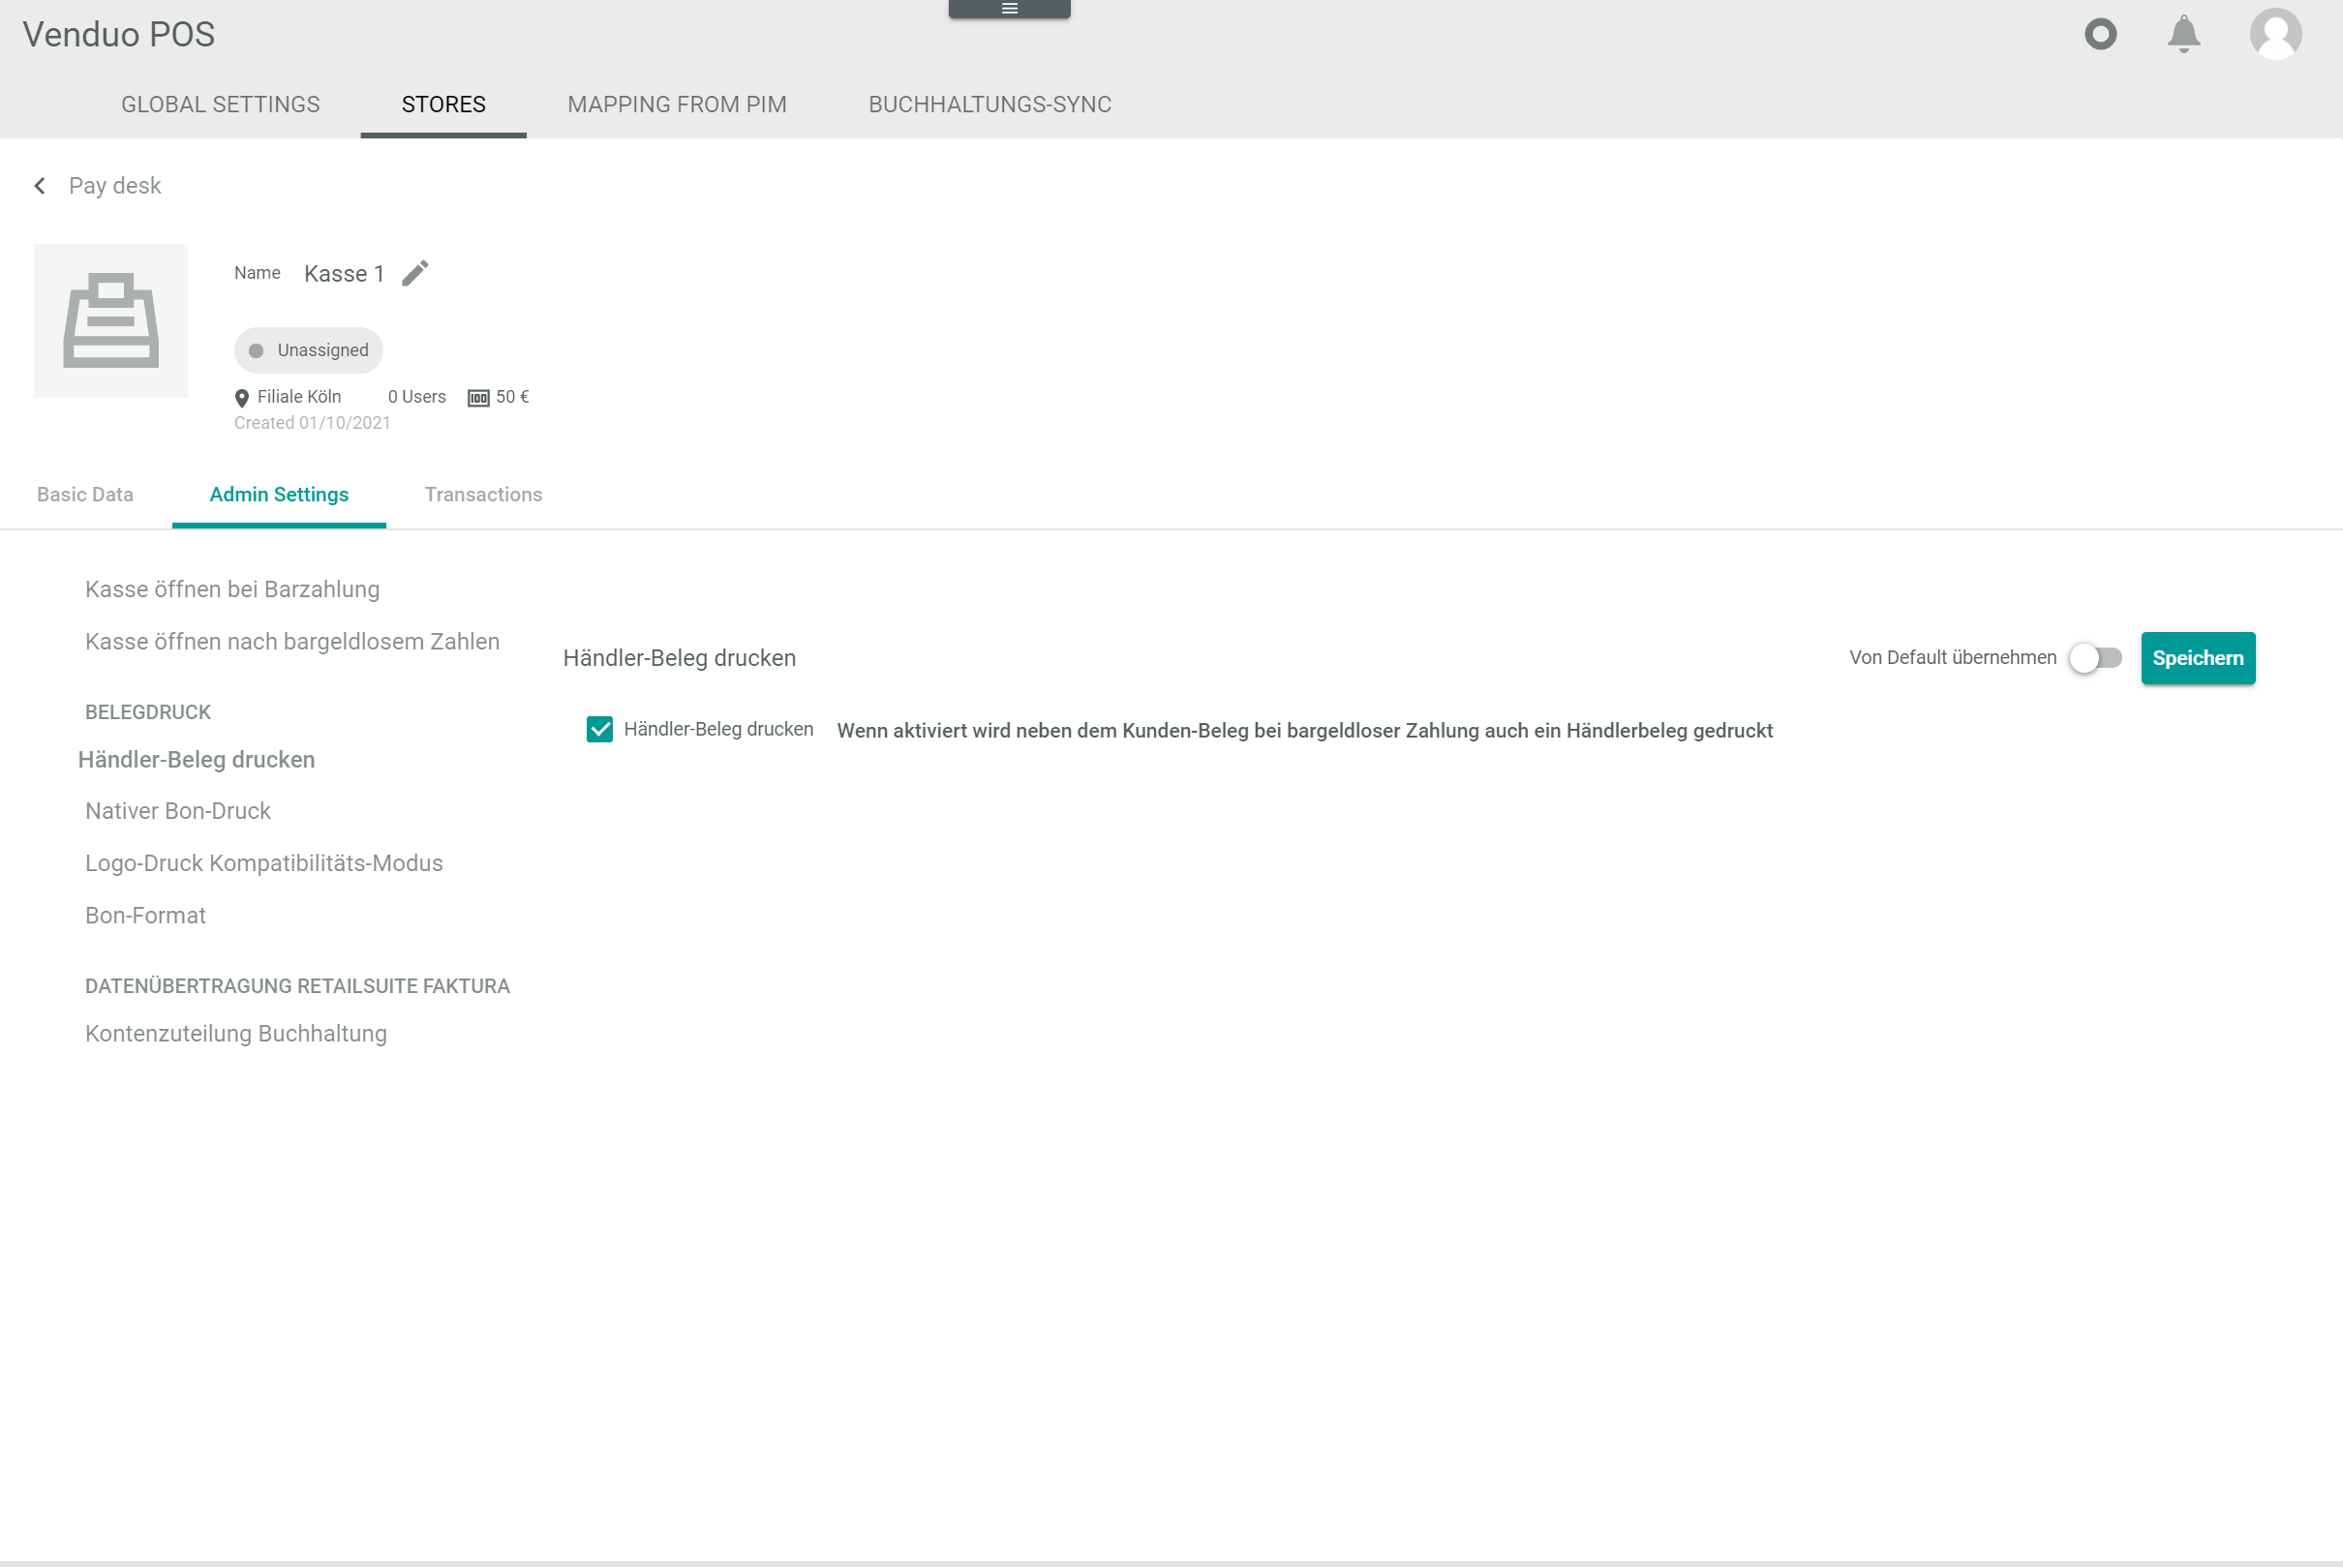 Venduo POS
GLOBAL SETTINGS STORES MAPPING FROM PIM BUCHHALTUNGS-SYNC
Pay desk
Name Kasse 1
Unassigned
Filiale Köln 0 Users 100 50 €
Created 01/10/2021
Basic Data Admin Settings Transactions
Kasse öffnen bei Barzahlung
Kasse öffnen nach bargeldlosem Zahlen
BELEGDRUCK
Händler-Beleg drucken
Nativer Bon-Druck
Logo-Druck Kompatibilitäts-Modus
Bon-Format
DATENÜBERTRAGUNG RETAILSUITE FAKTURA
Kontenzuteilung Buchhaltung
Händler-Beleg drucken Von Default übernehmen Speichern
Händler-Beleg drucken Wenn aktiviert wird neben dem Kunden-Beleg bei bargeldloser Zahlung auch ein Händlerbeleg gedruckt